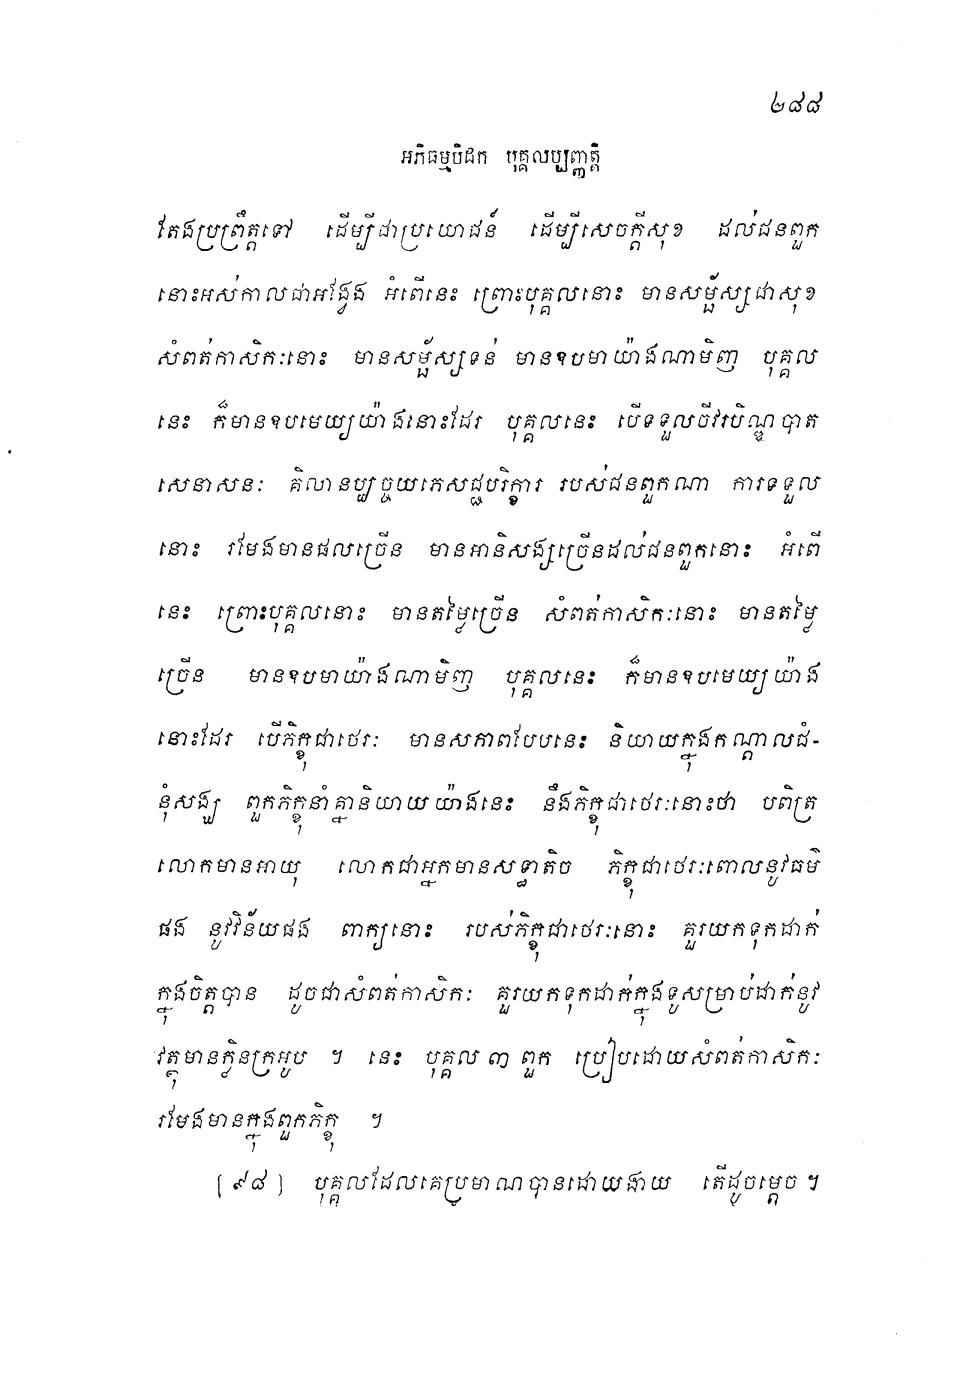 ២៨៨
អភិធម្មបិដក បុគ្គលប្បញ្ញត្តិ
តែងប្រព្រឹត្តទៅ ដើម្បីជាប្រយោជន៍ ដើម្បីសេចក្តីសុខ ដល់ជនពួក
នោះអស់កាលជាអង្វែង អំពើនេះ ព្រោះបុគ្គលនោះ មានសម្ផ័ស្សជាសុខ
សំពត់កាសិកៈនោះ មានសម្ផ័ស្សទន់ មានឧបមាយ៉ាងណាមិញ បុគ្គល
នេះ ក៏មានឧបមេយ្យយ៉ាងនោះដែរ បុគ្គលនេះ បើទទួលចីវរបិណ្ឌបាត
សេនាសនៈ គិលានប្បច្ចយភេសជ្ជបរិក្ខារ របស់ជនពួកណា ការទទួល
នោះ រមែងមានផលច្រើន មានអានិសង្សច្រើនដល់ជនពួកនោះ អំពើ
នេះ ព្រោះបុគ្គលនោះ មានតម្លៃច្រើន សំពត់កាសិកៈនោះ មានតម្លៃ
ច្រើន មានឧបមាយ៉ាងណាមិញ បុគ្គលនេះ ក៏មានឧបមេយ្យយ៉ាង
នោះដែរ បើភិក្ខុជាថេរៈ មានសភាពបែបនេះ និយាយក្នុងកណ្តាលជំ-
នុំសង្ឃ ពួកភិក្ខុនាំគ្នានិយាយយ៉ាងនេះ នឹងភិក្ខុជាថេរៈនោះថា បពិត្រ
លោកមានអាយុ លោកជាអ្នកមានសទ្ធាតិច ភិក្ខុជាថេរៈពោលនូវធម៌
ផង នូវវិន័យផង ពាក្យនោះ របស់ភិក្ខុជាថេរៈនោះ គួរយកទុកដាក់
ក្នុងចិត្តបាន ដូចជាសំពត់កាសិកៈ គួរយកទុកដាក់ក្នុងទូសម្រាប់ដាក់នូវ
វត្ថុមានក្លិនក្រអូប ។ នេះ បុគ្គល ៣ ពួក ប្រៀបដោយសំពត់កាសិកៈ
រមែងមានក្នុងពួកភិក្ខុ ។
[៩៨] បុគ្គលដែលគេប្រមាណបានដោយងាយ តើដូចម្តេច ។